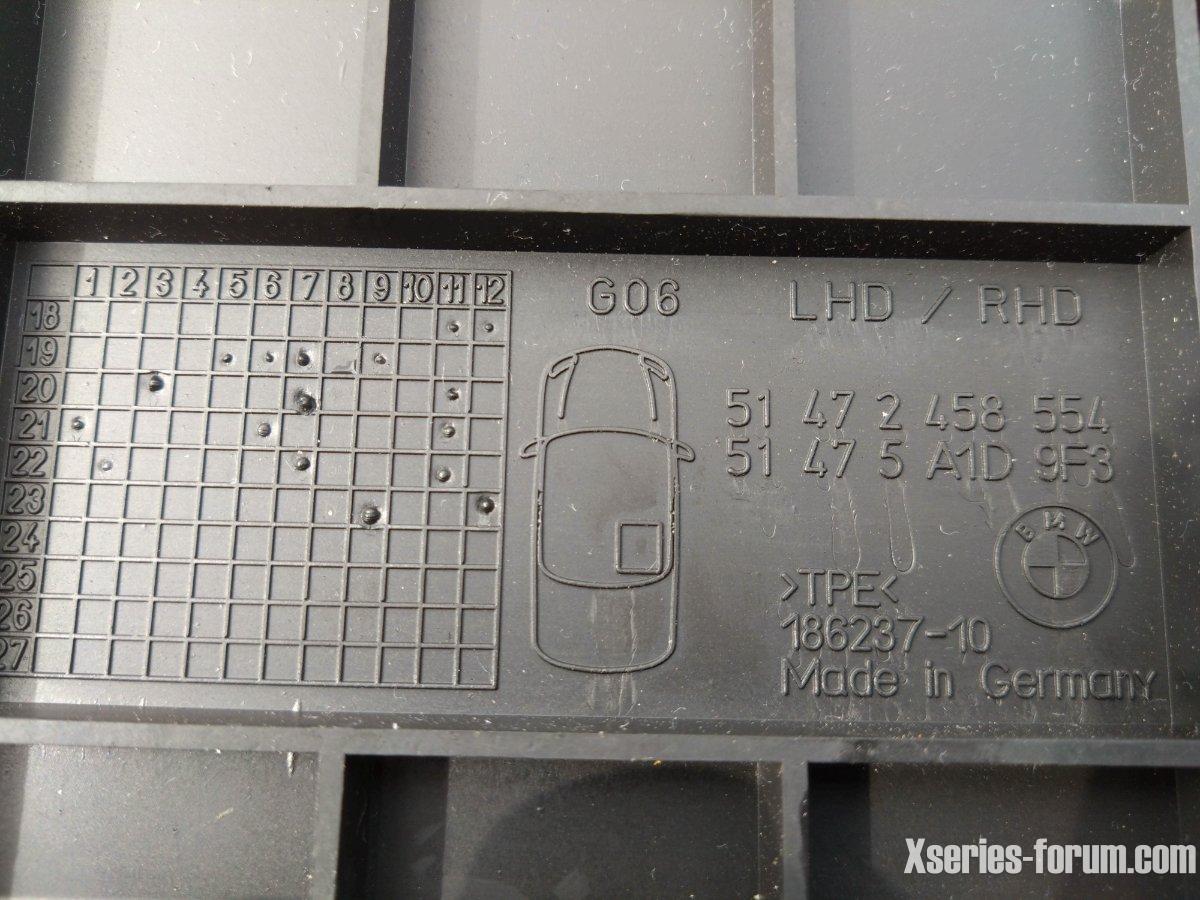 1 2 3 4 5 6 7 8 9 10 11 12
18
19
20
21
22
23
24
25
26
27
G06
LHD / RHD
51 47 2 458 554
51 47 5 A1D 9F3
BMW
>TPE<
186237-10
Made in Germany
Xseries-forum.com